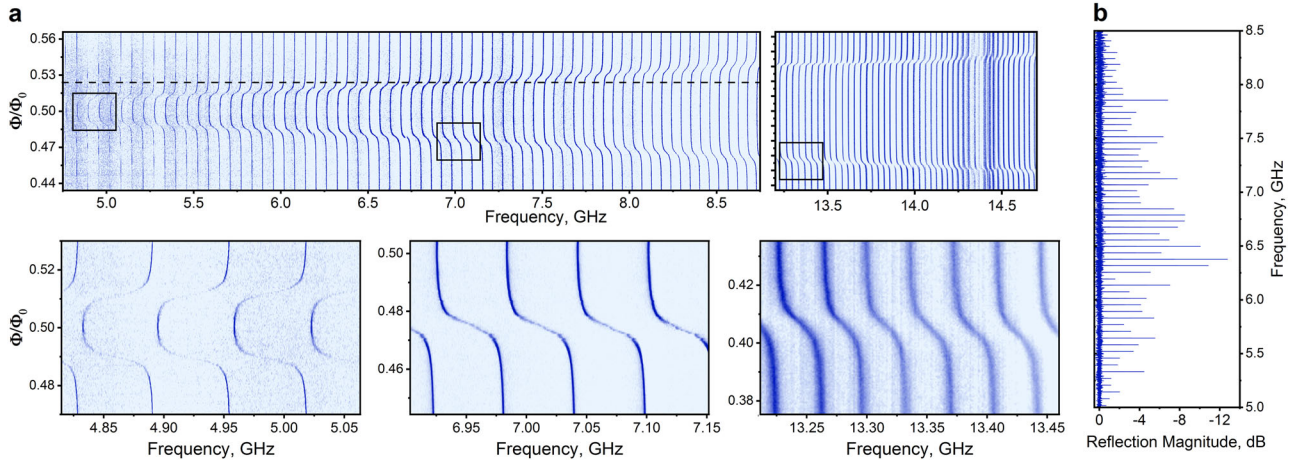 a
b
0.56
0.53
0.50
0.47
0.44
Φ/Φ0
5.0 5.5 6.0 6.5 7.0 7.5 8.0 8.5
Frequency, GHz
13.5 14.0 14.5
0.52
0.50
0.48
Φ/Φ0
4.85 4.90 4.95 5.00 5.05
Frequency, GHz
0.50
0.48
0.46
6.95 7.00 7.05 7.10 7.15
Frequency, GHz
0.42
0.40
0.38
13.25 13.30 13.35 13.40 13.45
Frequency, GHz
8.5
8.0
7.5
7.0
6.5
6.0
5.5
5.0
Frequency, GHz
0 -4 -8 -12
Reflection Magnitude, dB